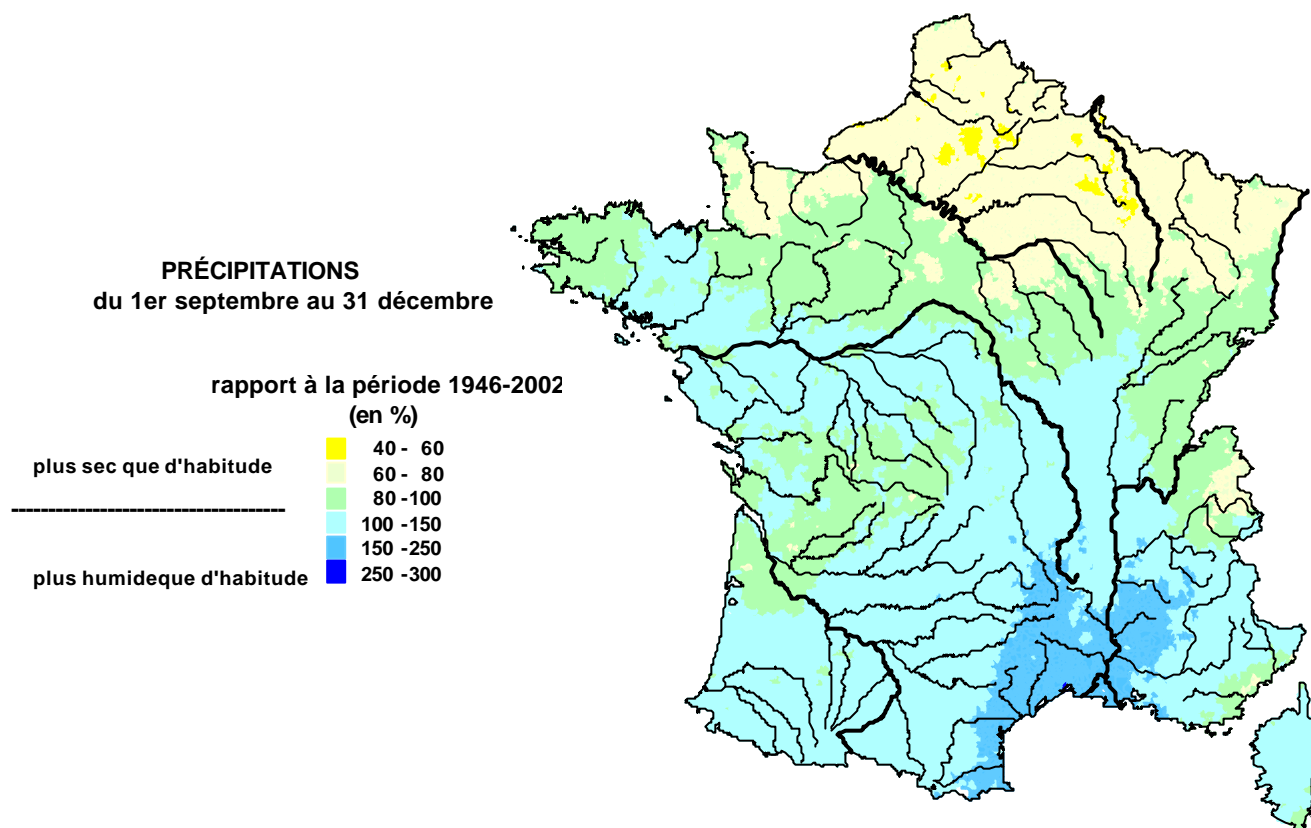 PRÉCIPITATIONS
du 1er septembre au 31 décembre
rapport à la période 1946-2002
(en %)
plus sec que d'habitude
---------------------------------------
plus humideque d'habitude
40 - 60
60 - 80
80 -100
100 -150
150 -250
250 -300